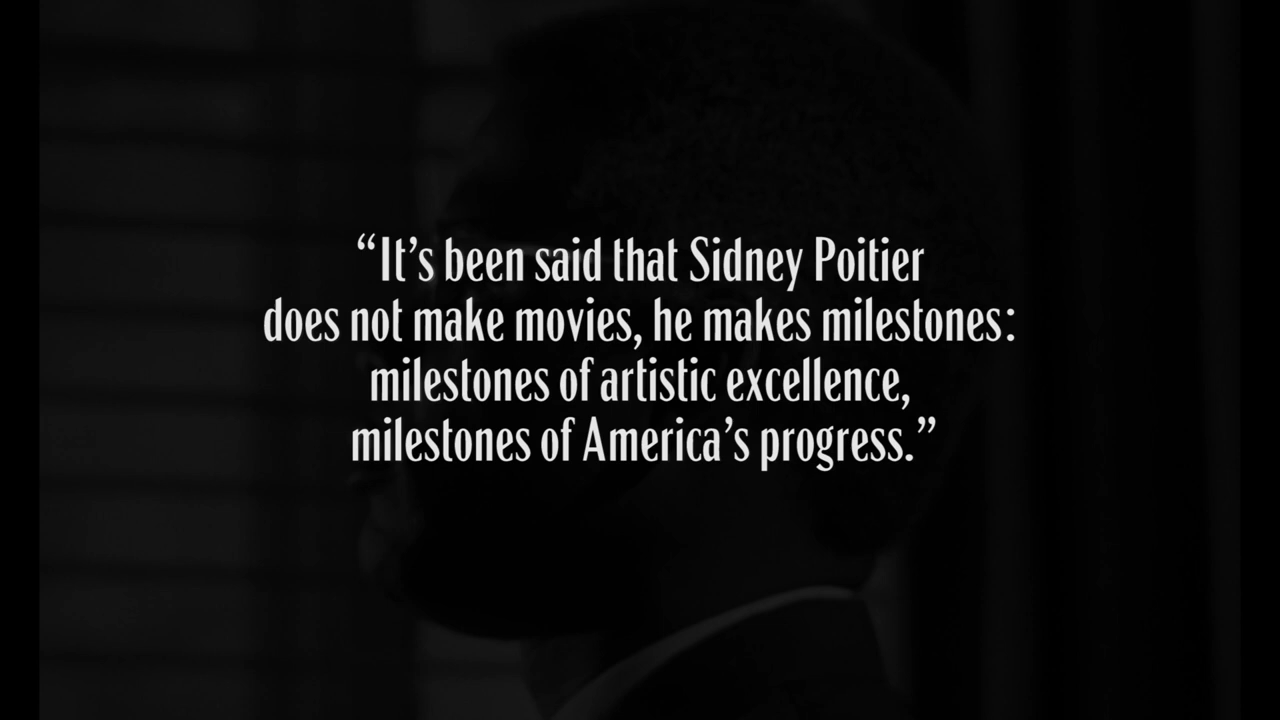 “It’s been said that Sidney Poitier
does not make movies, he makes milestones:
milestones of artistic excellence,
milestones of America’s progress.”